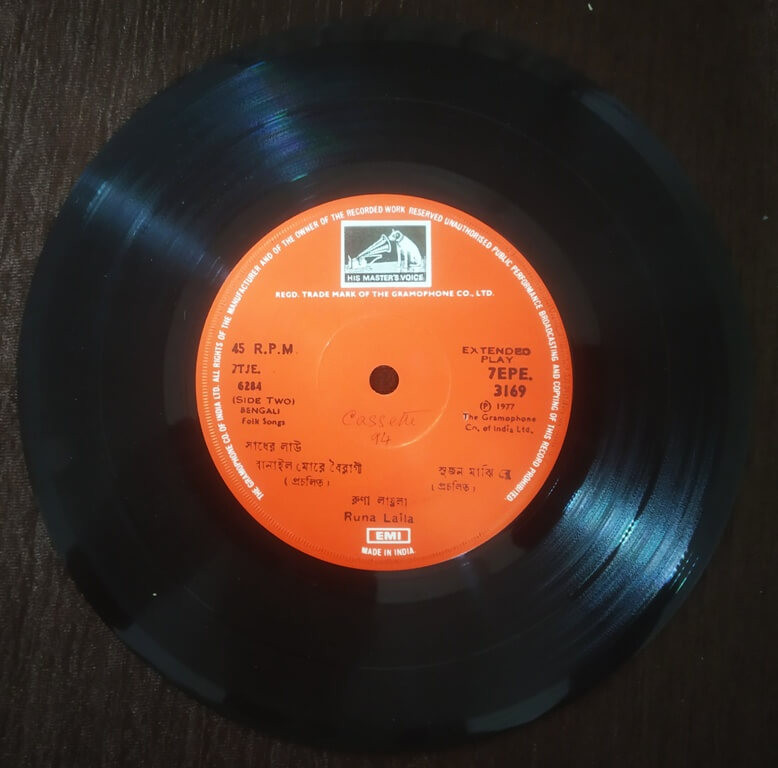 THE GRAMOPHONE CO. OF INDIA LTD. ALL RIGHTS OF THE MANUFACTURER AND OF THE OWNER OF THE RECORDED WORK RESERVED UNAUTHORISED PUBLIC PERFORMANCE BROADCASTING AND COPYING OF THIS RECORD PROHIBITED.
HIS MASTER'S VOICE
REGD. TRADE MARK OF THE GRAMOPHONE CO., LTD.
45 R.P.M.
7TJE.
6284
(SIDE TWO)
BENGALI
Folk Songs
EXTENDED
PLAY
7EPE.
3169
Ⓟ 1977
The Gramophone
Co. of India Ltd.
Cassette
94
সাধের লাউ
বানাইল মোরে বৈরাগী
(প্রচলিত)
সুজন মাঝি রে
(প্রচলিত)
রুণা লায়লা
Runa Laila
EMI
MADE IN INDIA